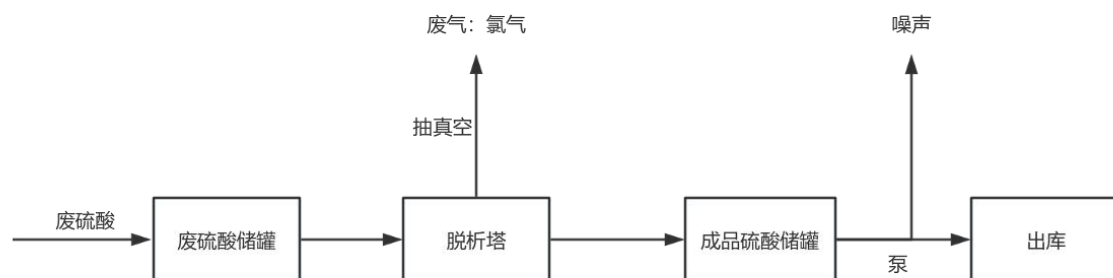 废气：氯气
噪声
抽真空
废硫酸
废硫酸储罐
脱析塔
成品硫酸储罐
泵
出库